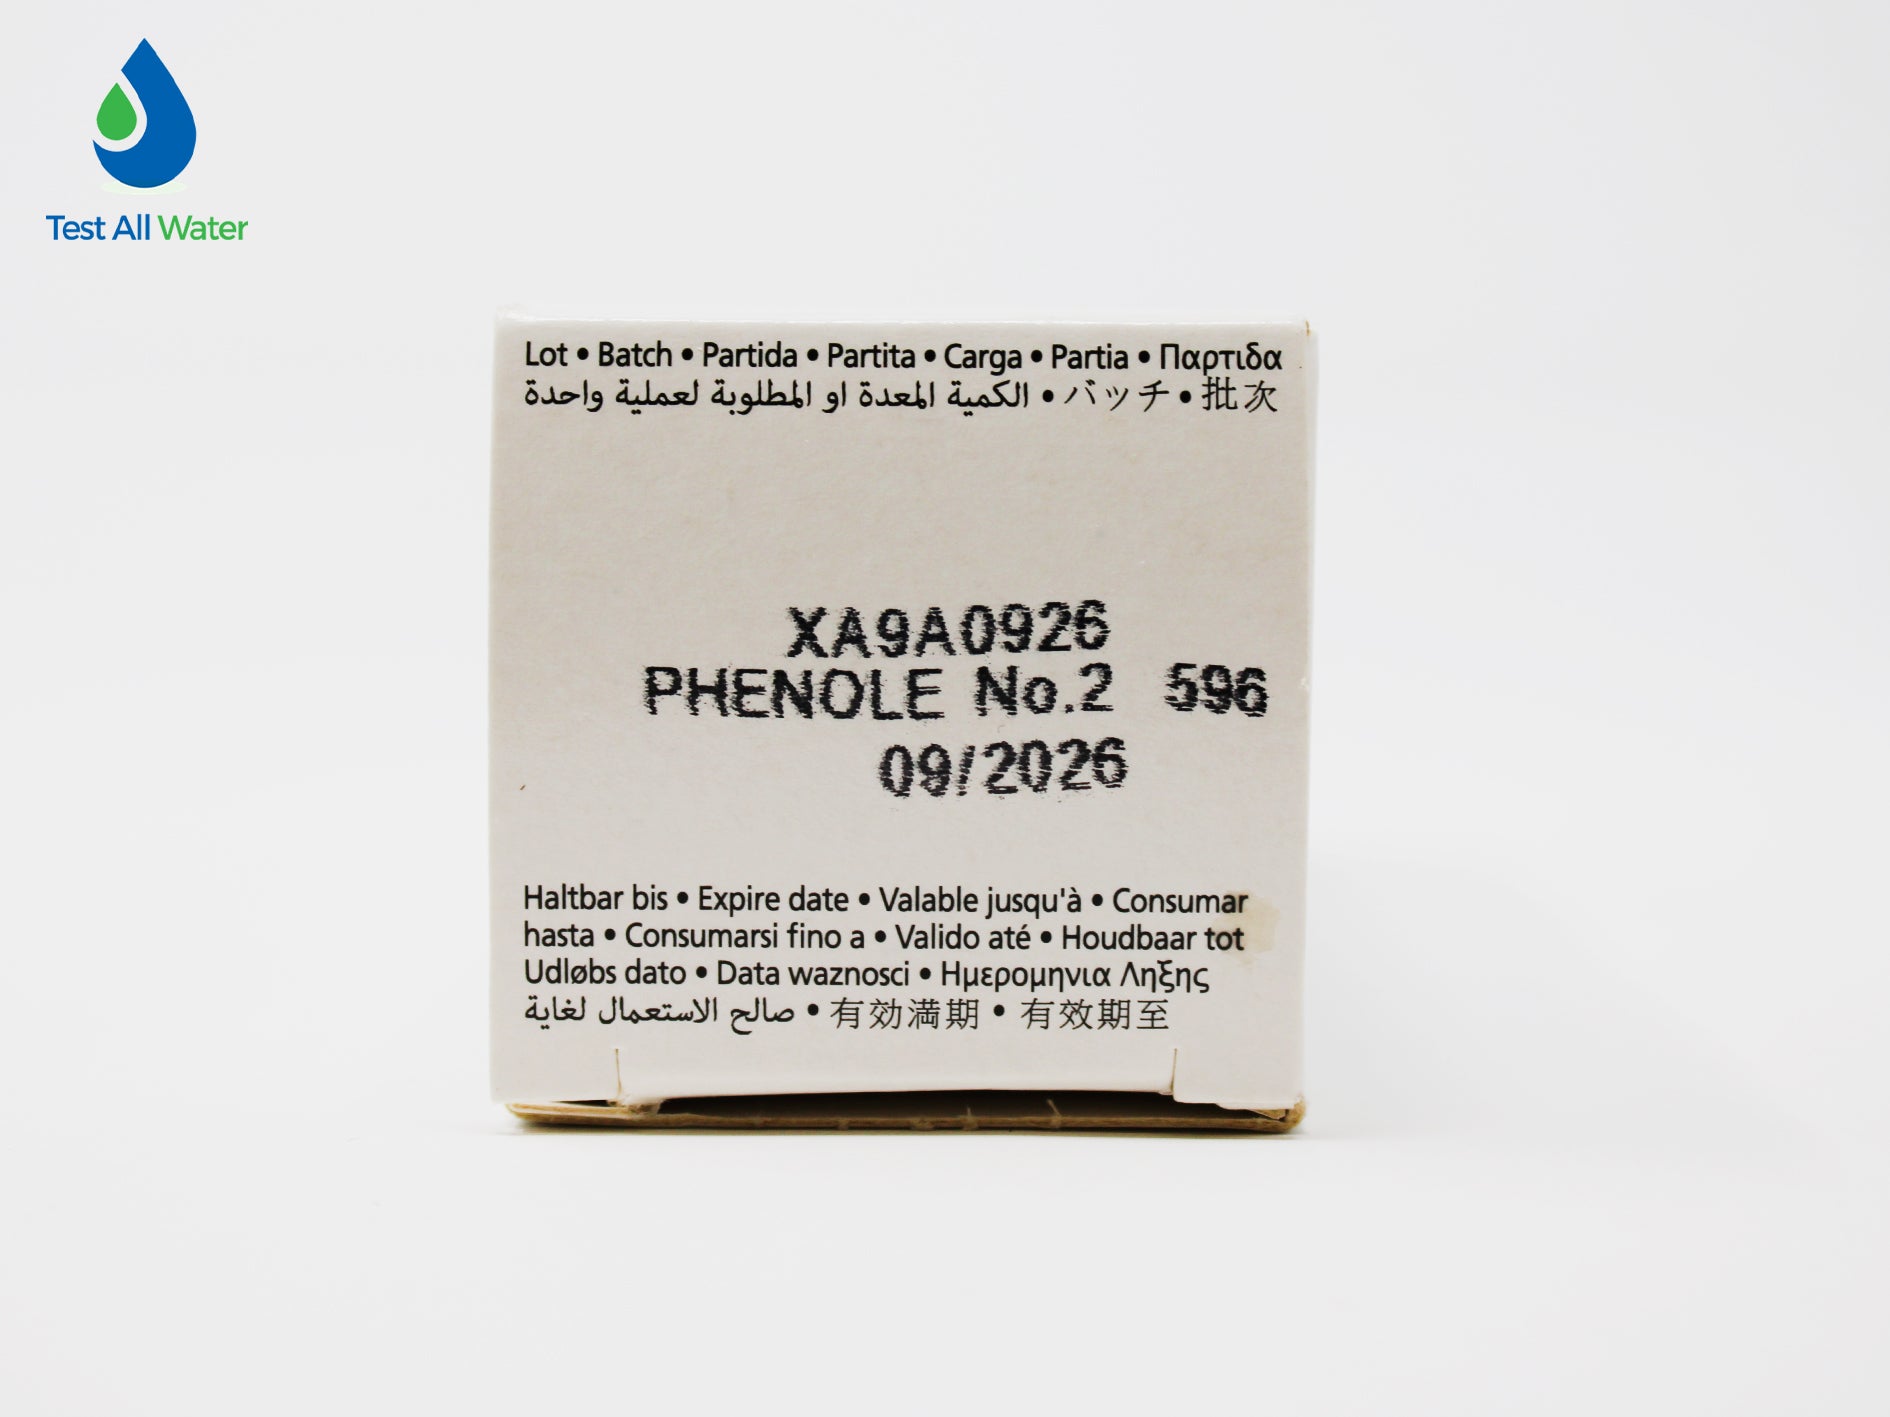 Test All Water
Lot • Batch • Partida • Partita • Carga • Partia • Παρτιδα
الكمية المعدة او المطلوبة لعملية واحدة • バッチ • 批次
XA9A0926
PHENOLE No.2 596
09/2026
Haltbar bis • Expire date • Valable jusqu'à • Consumar
hasta • Consumarsi fino a • Valido até • Houdbaar tot
Udløbs dato • Data waznosci • Ημερομηνια Ληξης
صالح الاستعمال لغاية • 有効満期 • 有效期至